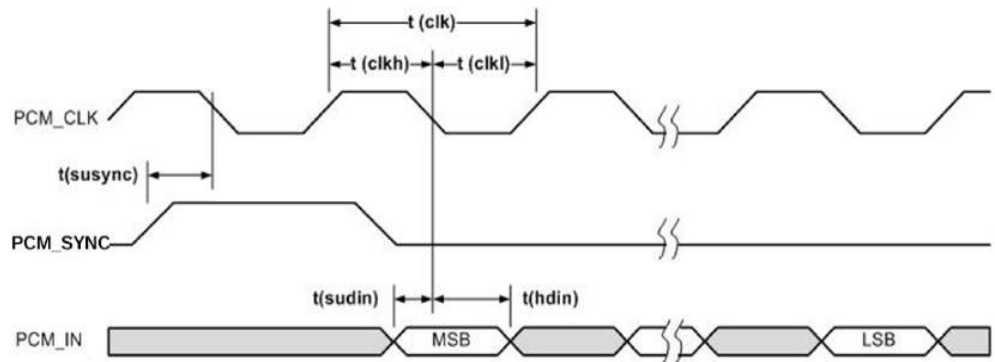 t (clk)
t (clkh) t (clkl)
PCM_CLK
t(susync)
PCM_SYNC
t(sudin) t(hdin)
PCM_IN MSB LSB